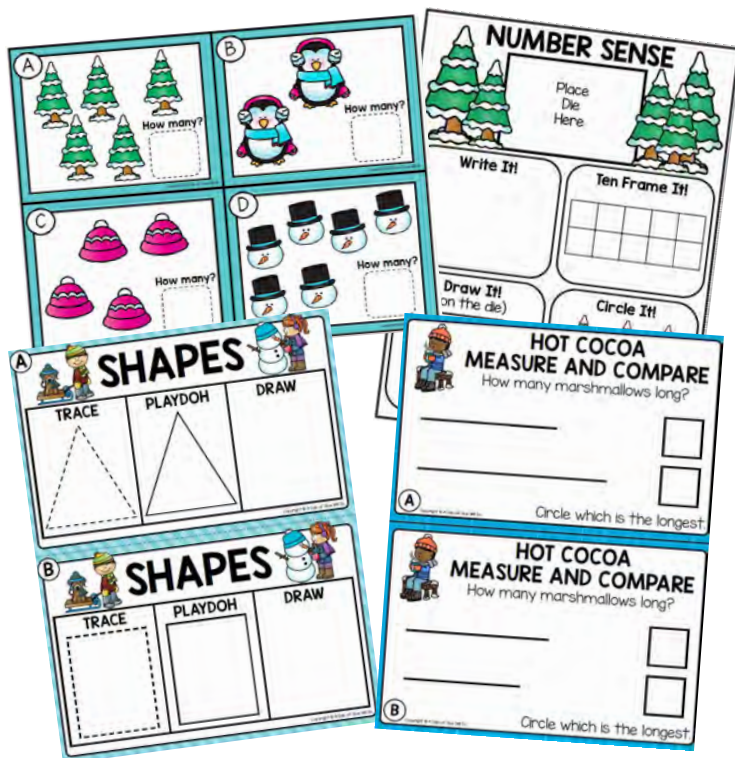 A
How many?
B
How many?
C
How many?
D
How many?
NUMBER SENSE
Place
Die
Here
Write It!
Ten Frame It!
Draw It!
on the die)
Circle It!
A
SHAPES
TRACE
PLAYDOH
DRAW
B
SHAPES
TRACE
PLAYDOH
DRAW
HOT COCOA
MEASURE AND COMPARE
How many marshmallows long?
A
Circle which is the longest.
HOT COCOA
MEASURE AND COMPARE
How many marshmallows long?
B
Circle which is the longest.